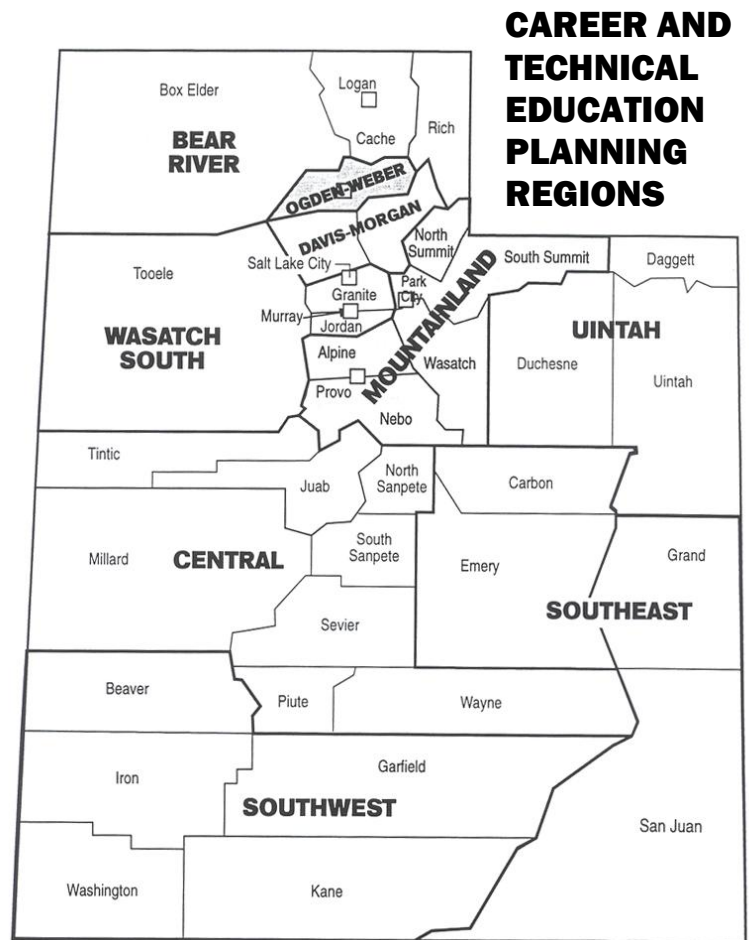 CAREER AND
TECHNICAL
EDUCATION
PLANNING
REGIONS
Logan
Box Elder
Rich
Cache
BEAR
RIVER
OGDEN-WEBER
DAVIS-MORGAN
North
Summit
South Summit
Daggett
Salt Lake City
Tooele
Park
City
Granite
Murray
Jordan
MOUNTAINLAND
UINTAH
WASATCH
SOUTH
Alpine
Wasatch
Duchesne
Uintah
Provo
Nebo
Tintic
Juab
North
Sanpete
Carbon
South
Sanpete
Millard
CENTRAL
Emery
Grand
SOUTHEAST
Sevier
Beaver
Piute
Wayne
Iron
Garfield
SOUTHWEST
San Juan
Washington
Kane